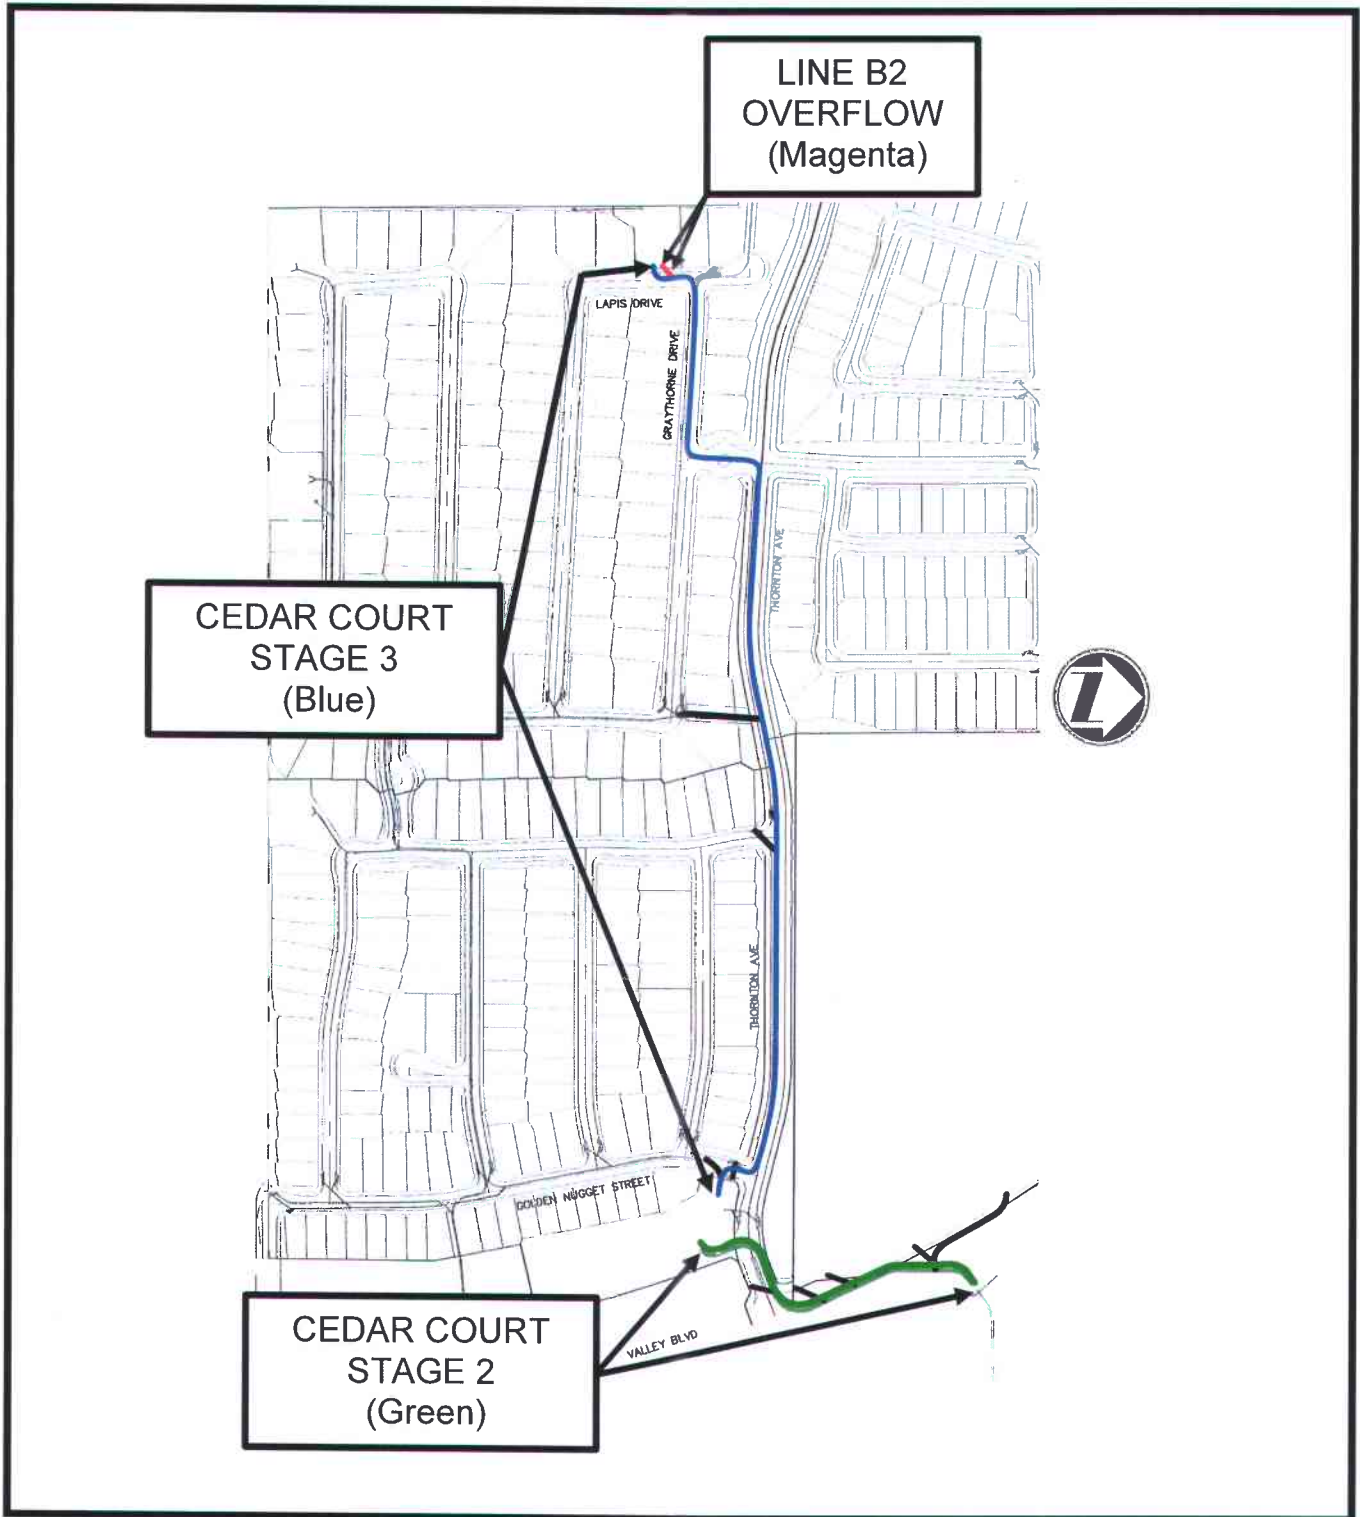 LINE B2
OVERFLOW
(Magenta)
LAPIS DRIVE
GRAYTHORNE DRIVE
THORNTON AVE
CEDAR COURT
STAGE 3
(Blue)
THORNTON AVE
GOLDEN NUGGET STREET
CEDAR COURT
STAGE 2
(Green)
VALLEY BLVD